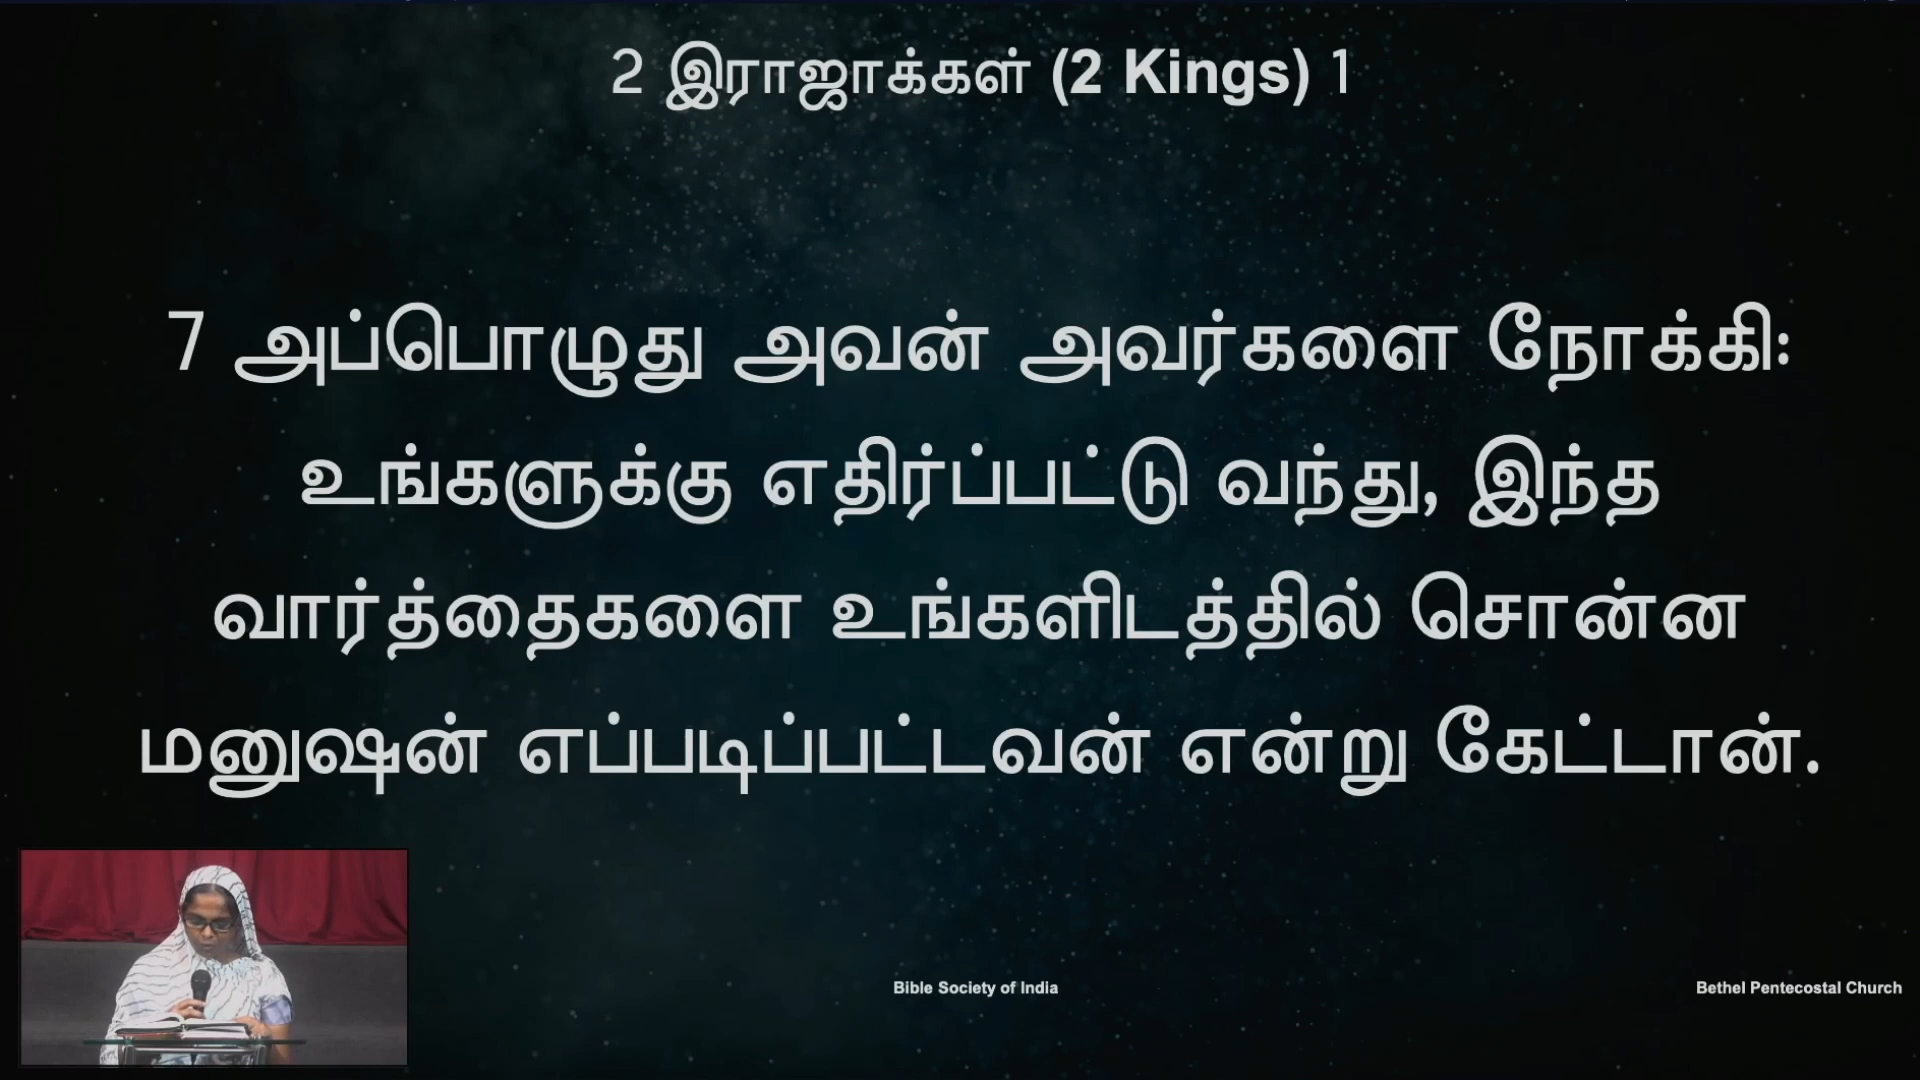 2 இராஜாக்கள் (2 Kings) 1
7 அப்பொழுது அவன் அவர்களை நோக்கி:
உங்களுக்கு எதிர்ப்பட்டு வந்து, இந்த
வார்த்தைகளை உங்களிடத்தில் சொன்ன
மனுஷன் எப்படிப்பட்டவன் என்று கேட்டான்.
Bible Society of India
Bethel Pentecostal Church